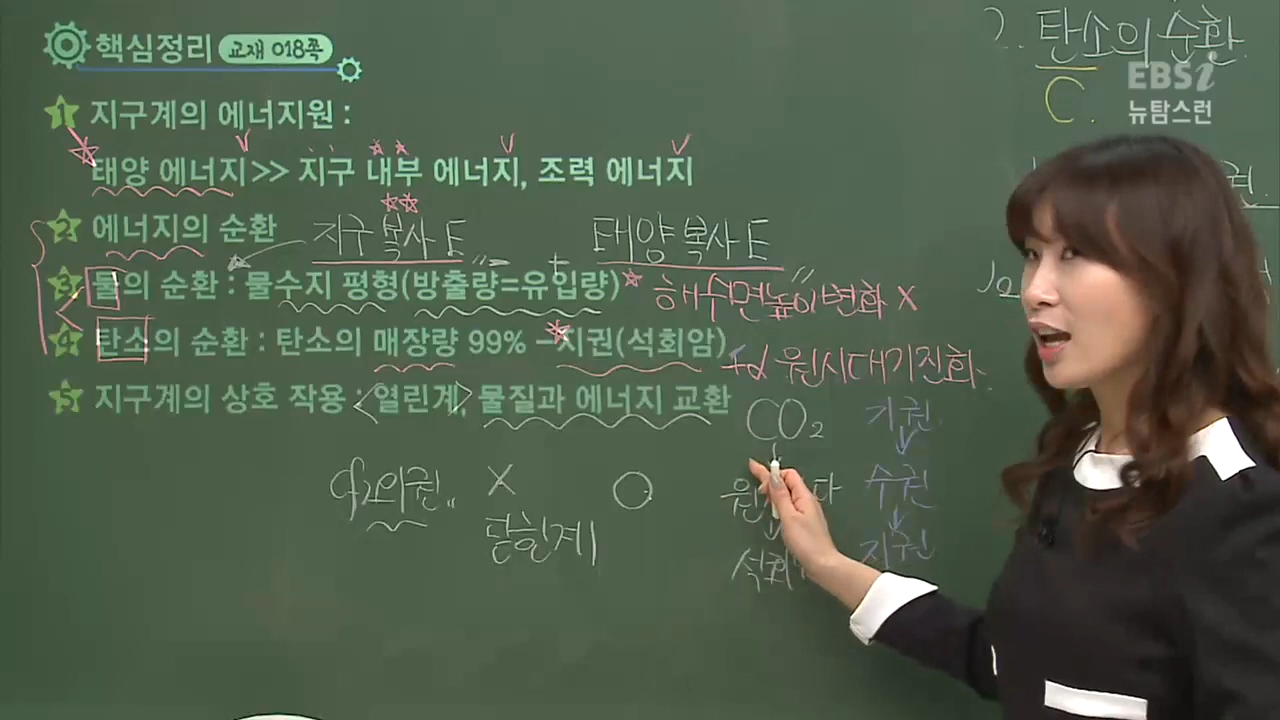 핵심정리 교재 018쪽
1 지구계의 에너지원 :
태양 에너지>> 지구 내부 에너지, 조력 에너지
2 에너지의 순환 지구복사E 태양복사E
3 물의 순환 : 물수지 평형(방출량=유입량) 해수면높이변화 X
4 탄소의 순환 : 탄소의 매장량 99% - 지권(석회암) 원시대기진화
5 지구계의 상호 작용 : <열린계>, 물질과 에너지 교환
CO₂ 기권
외권 X ○ 수권
닫힌계 지권
2. 탄소의 순환
C
EBSi
뉴탐스런